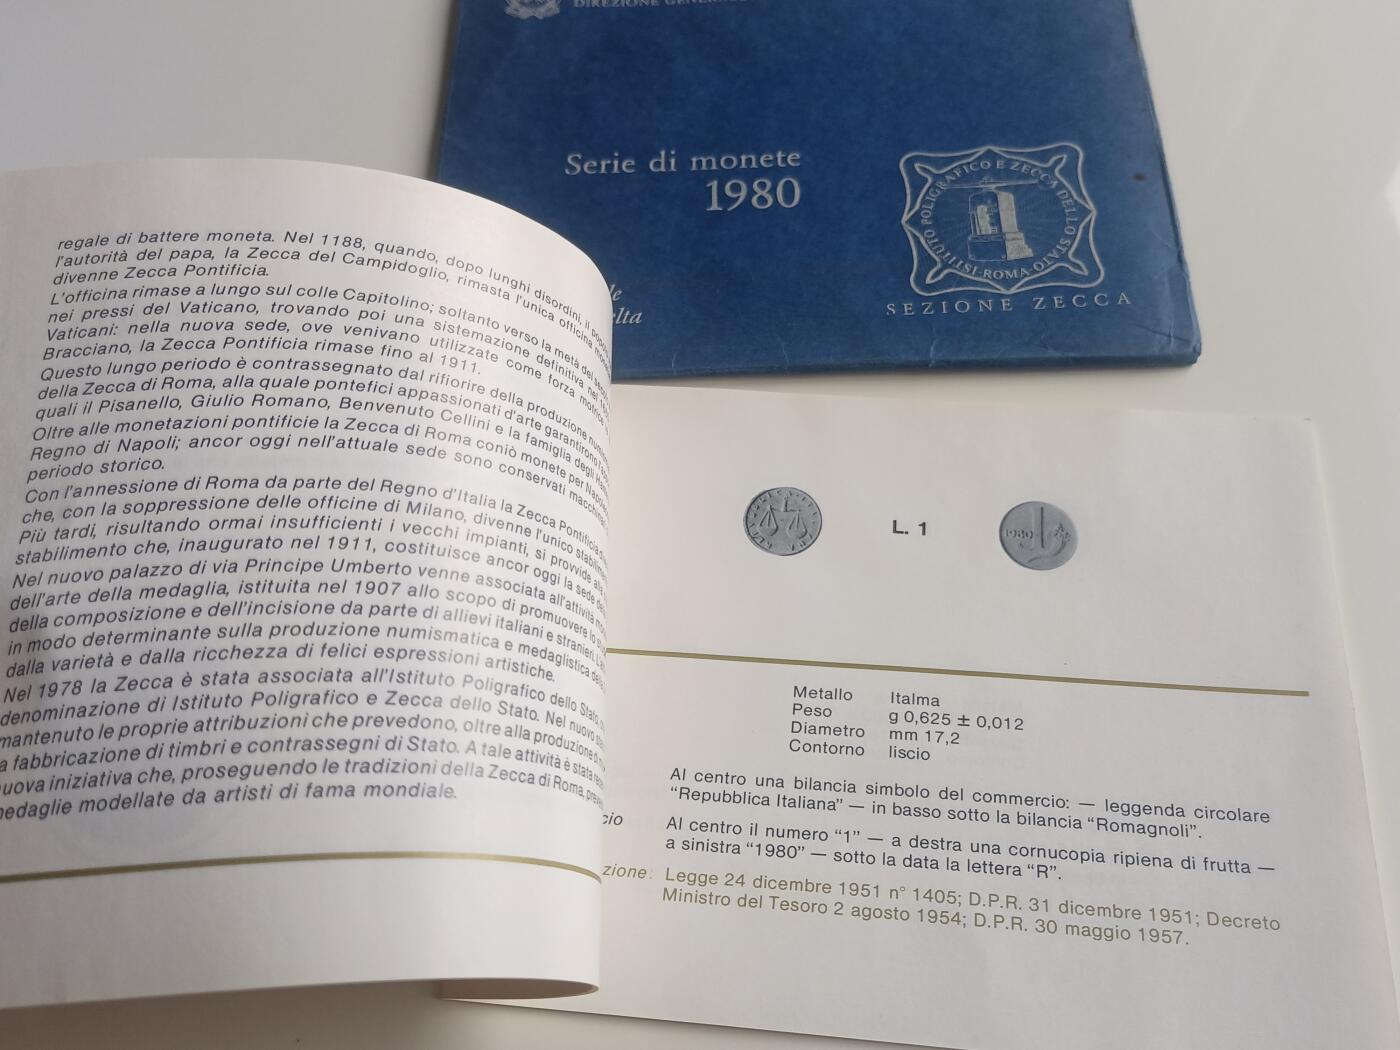 DIREZIONE GENERALE
Serie di monete
1980
ISTITUTO POLIGRAFICO E ZECCA DELLO STATO
ROMA
SEZIONE ZECCA
regale di battere moneta. Nel 1188, quando, dopo lunghi disordini, il
l'autorità del papa, la Zecca del Campidoglio, rimasta l'unica officina
divenne Zecca Pontificia.
L'officina rimase a lungo sul colle Capitolino; soltanto verso la metà del
nei pressi del Vaticano, trovando poi una sistemazione definitiva nel
Vaticani: nella nuova sede, ove venivano utilizzate come forza motrice
Bracciano, la Zecca Pontificia rimase fino al 1911.
Questo lungo periodo è contrassegnato dal rifiorire della produzione
della Zecca di Roma, alla quale pontefici appassionati d'arte garantirono
quali il Pisanello, Giulio Romano, Benvenuto Cellini e la famiglia degli
Oltre alle monetazioni pontificie la Zecca di Roma coniò monete per
Regno di Napoli; ancor oggi nell'attuale sede sono conservati
periodo storico.
Con l'annessione di Roma da parte del Regno d'Italia la Zecca Pontificia
che, con la soppressione delle officine di Milano, divenne l'unico
Più tardi, risultando ormai insufficienti i vecchi impianti, si provvide
stabilimento che, inaugurato nel 1911, costituisce ancor oggi la sede
Nel nuovo palazzo di via Principe Umberto venne associata all'attività
dell'arte della medaglia, istituita nel 1907 allo scopo di promuovere lo
della composizione e dell'incisione da parte di allievi italiani e stranieri.
in modo determinante sulla produzione numismatica e medaglistica
dalla varietà e dalla ricchezza di felici espressioni artistiche.
Nel 1978 la Zecca è stata associata all'Istituto Poligrafico dello Stato,
denominazione di Istituto Poligrafico e Zecca dello Stato. Nel nuovo
mantenuto le proprie attribuzioni che prevedono, oltre alla produzione
a fabbricazione di timbri e contrassegni di Stato. A tale attività è stata
uova iniziativa che, proseguendo le tradizioni della Zecca di Roma,
edaglie modellate da artisti di fama mondiale.
L. 1
1980
Metallo Italma
Peso g 0,625 ± 0,012
Diametro mm 17,2
Contorno liscio
Al centro una bilancia simbolo del commercio: — leggenda circolare
“Repubblica Italiana” — in basso sotto la bilancia “Romagnoli”.
cio Al centro il numero “1” — a destra una cornucopia ripiena di frutta —
a sinistra “1980” — sotto la data la lettera “R”.
zione: Legge 24 dicembre 1951 n° 1405; D.P.R. 31 dicembre 1951; Decreto
Ministro del Tesoro 2 agosto 1954; D.P.R. 30 maggio 1957.